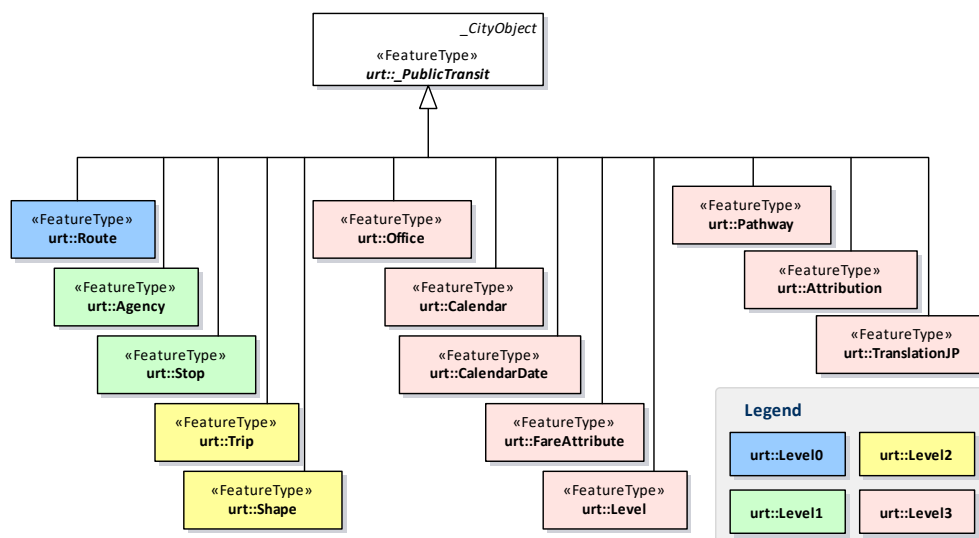 _CityObject
«FeatureType»
urt::_PublicTransit
«FeatureType»
urt::Route
«FeatureType»
urt::Agency
«FeatureType»
urt::Stop
«FeatureType»
urt::Trip
«FeatureType»
urt::Shape
«FeatureType»
urt::Office
«FeatureType»
urt::Calendar
«FeatureType»
urt::CalendarDate
«FeatureType»
urt::FareAttribute
«FeatureType»
urt::Level
«FeatureType»
urt::Pathway
«FeatureType»
urt::Attribution
«FeatureType»
urt::TranslationJP
Legend
urt::Level0
urt::Level2
urt::Level1
urt::Level3